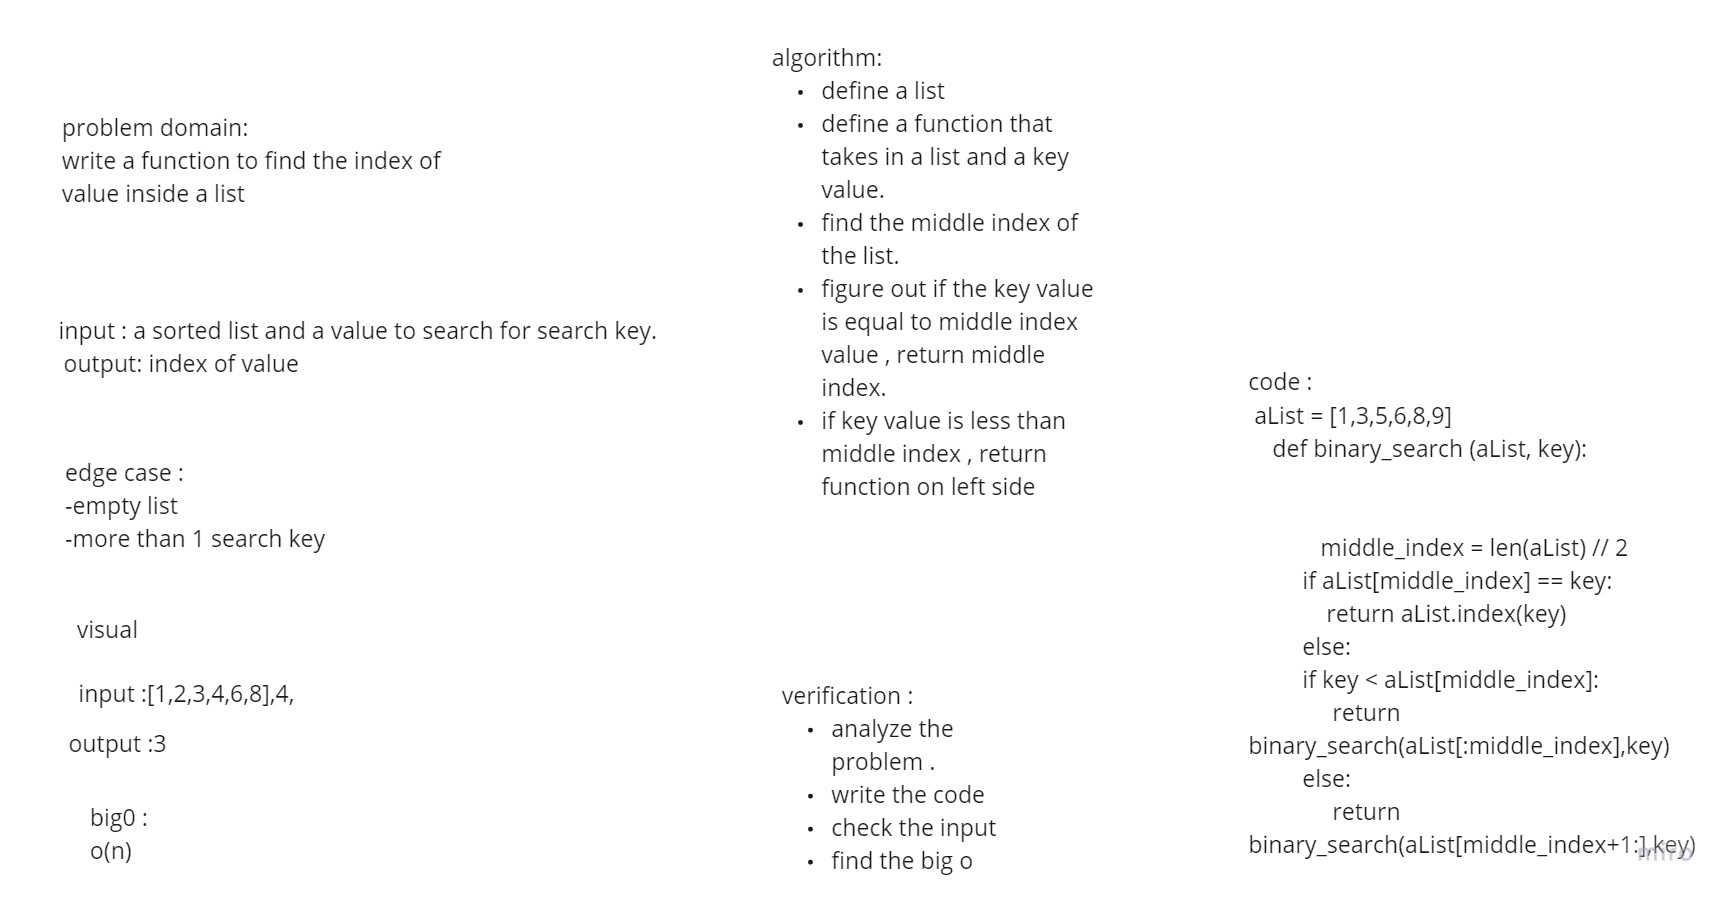 problem domain:
write a function to find the index of
value inside a list
input : a sorted list and a value to search for search key.
output: index of value
edge case :
-empty list
-more than 1 search key
visual
input :[1,2,3,4,6,8],4,
output :3
big0 :
o(n)
algorithm:
• define a list
• define a function that
takes in a list and a key
value.
• find the middle index of
the list.
• figure out if the key value
is equal to middle index
value , return middle
index.
• if key value is less than
middle index , return
function on left side
verification :
• analyze the
problem .
• write the code
• check the input
• find the big o
code :
aList = [1,3,5,6,8,9]
def binary_search (aList, key):
middle_index = len(aList) // 2
if aList[middle_index] == key:
return aList.index(key)
else:
if key < aList[middle_index]:
return
binary_search(aList[:middle_index],key)
else:
return
binary_search(aList[middle_index+1:],key)
miro